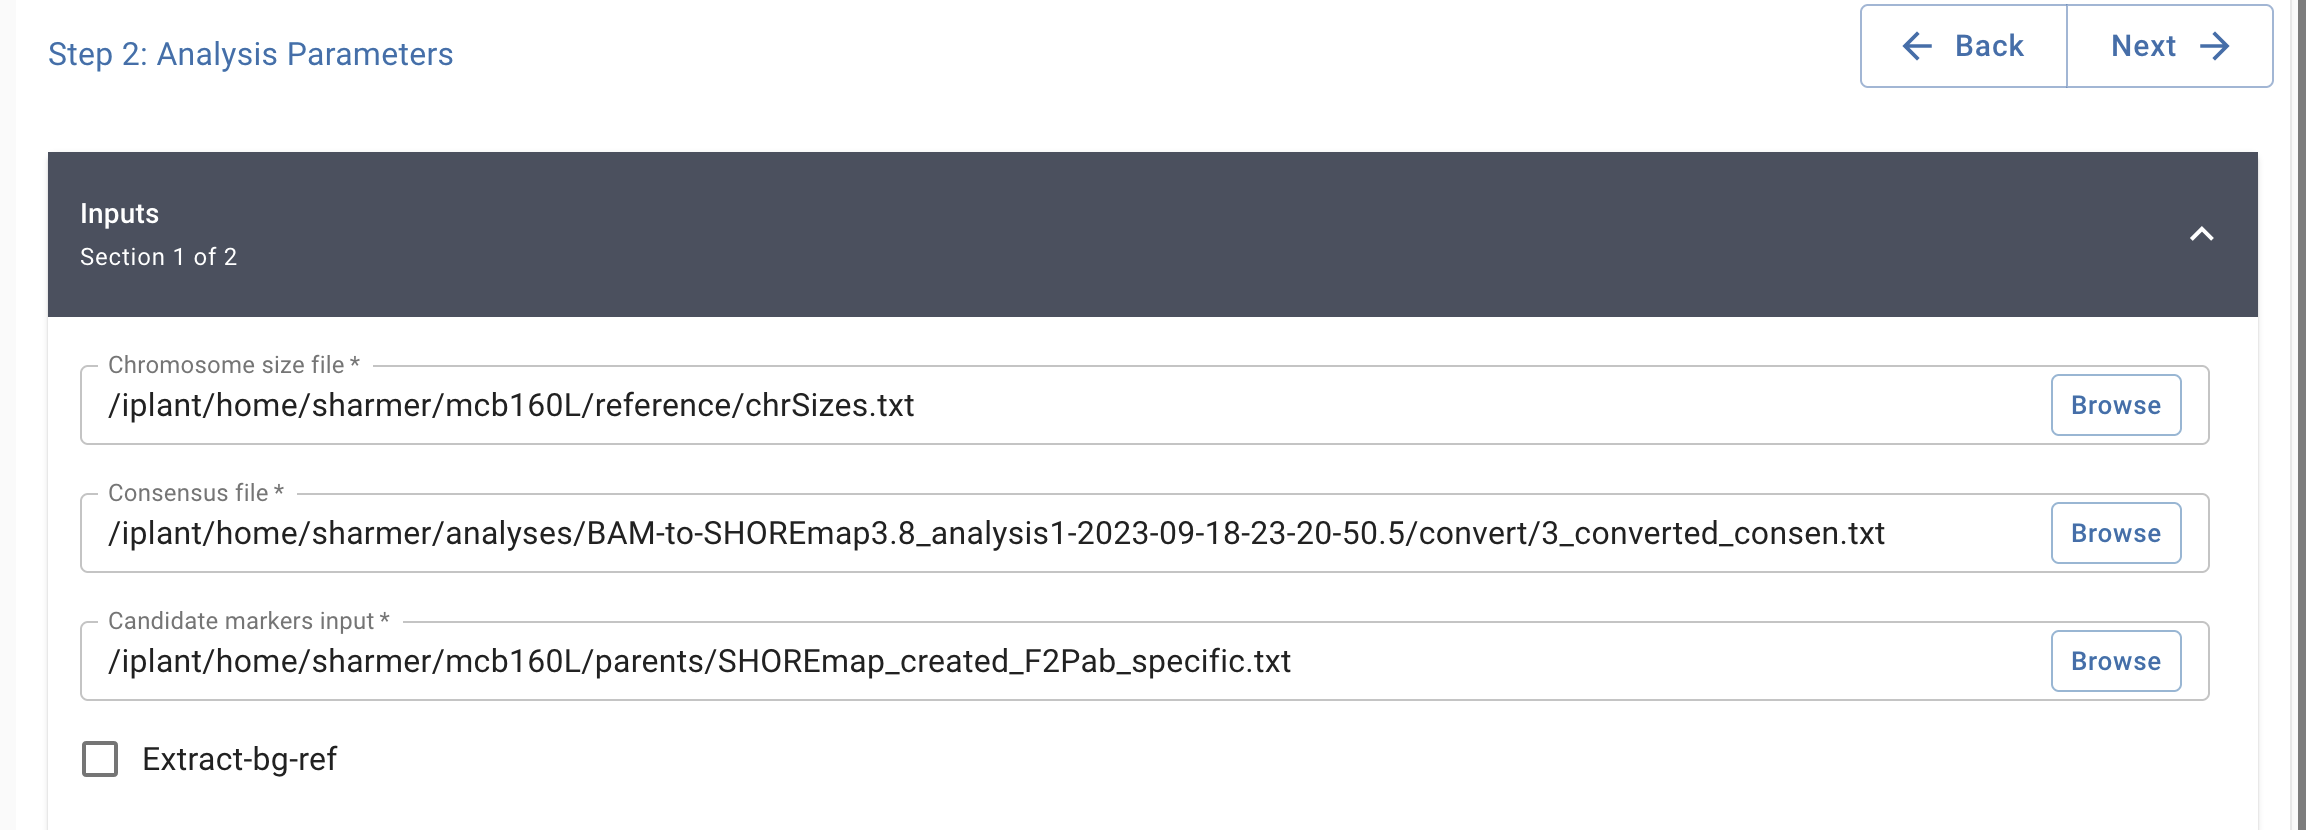 Step 2: Analysis Parameters
Back
Next
Inputs
Section 1 of 2
Chromosome size file *
/iplant/home/sharmer/mcb160L/reference/chrSizes.txt
Browse
Consensus file *
/iplant/home/sharmer/analyses/BAM-to-SHOREmap3.8_analysis1-2023-09-18-23-20-50.5/convert/3_converted_consen.txt
Browse
Candidate markers input *
/iplant/home/sharmer/mcb160L/parents/SHOREmap_created_F2Pab_specific.txt
Browse
Extract-bg-ref